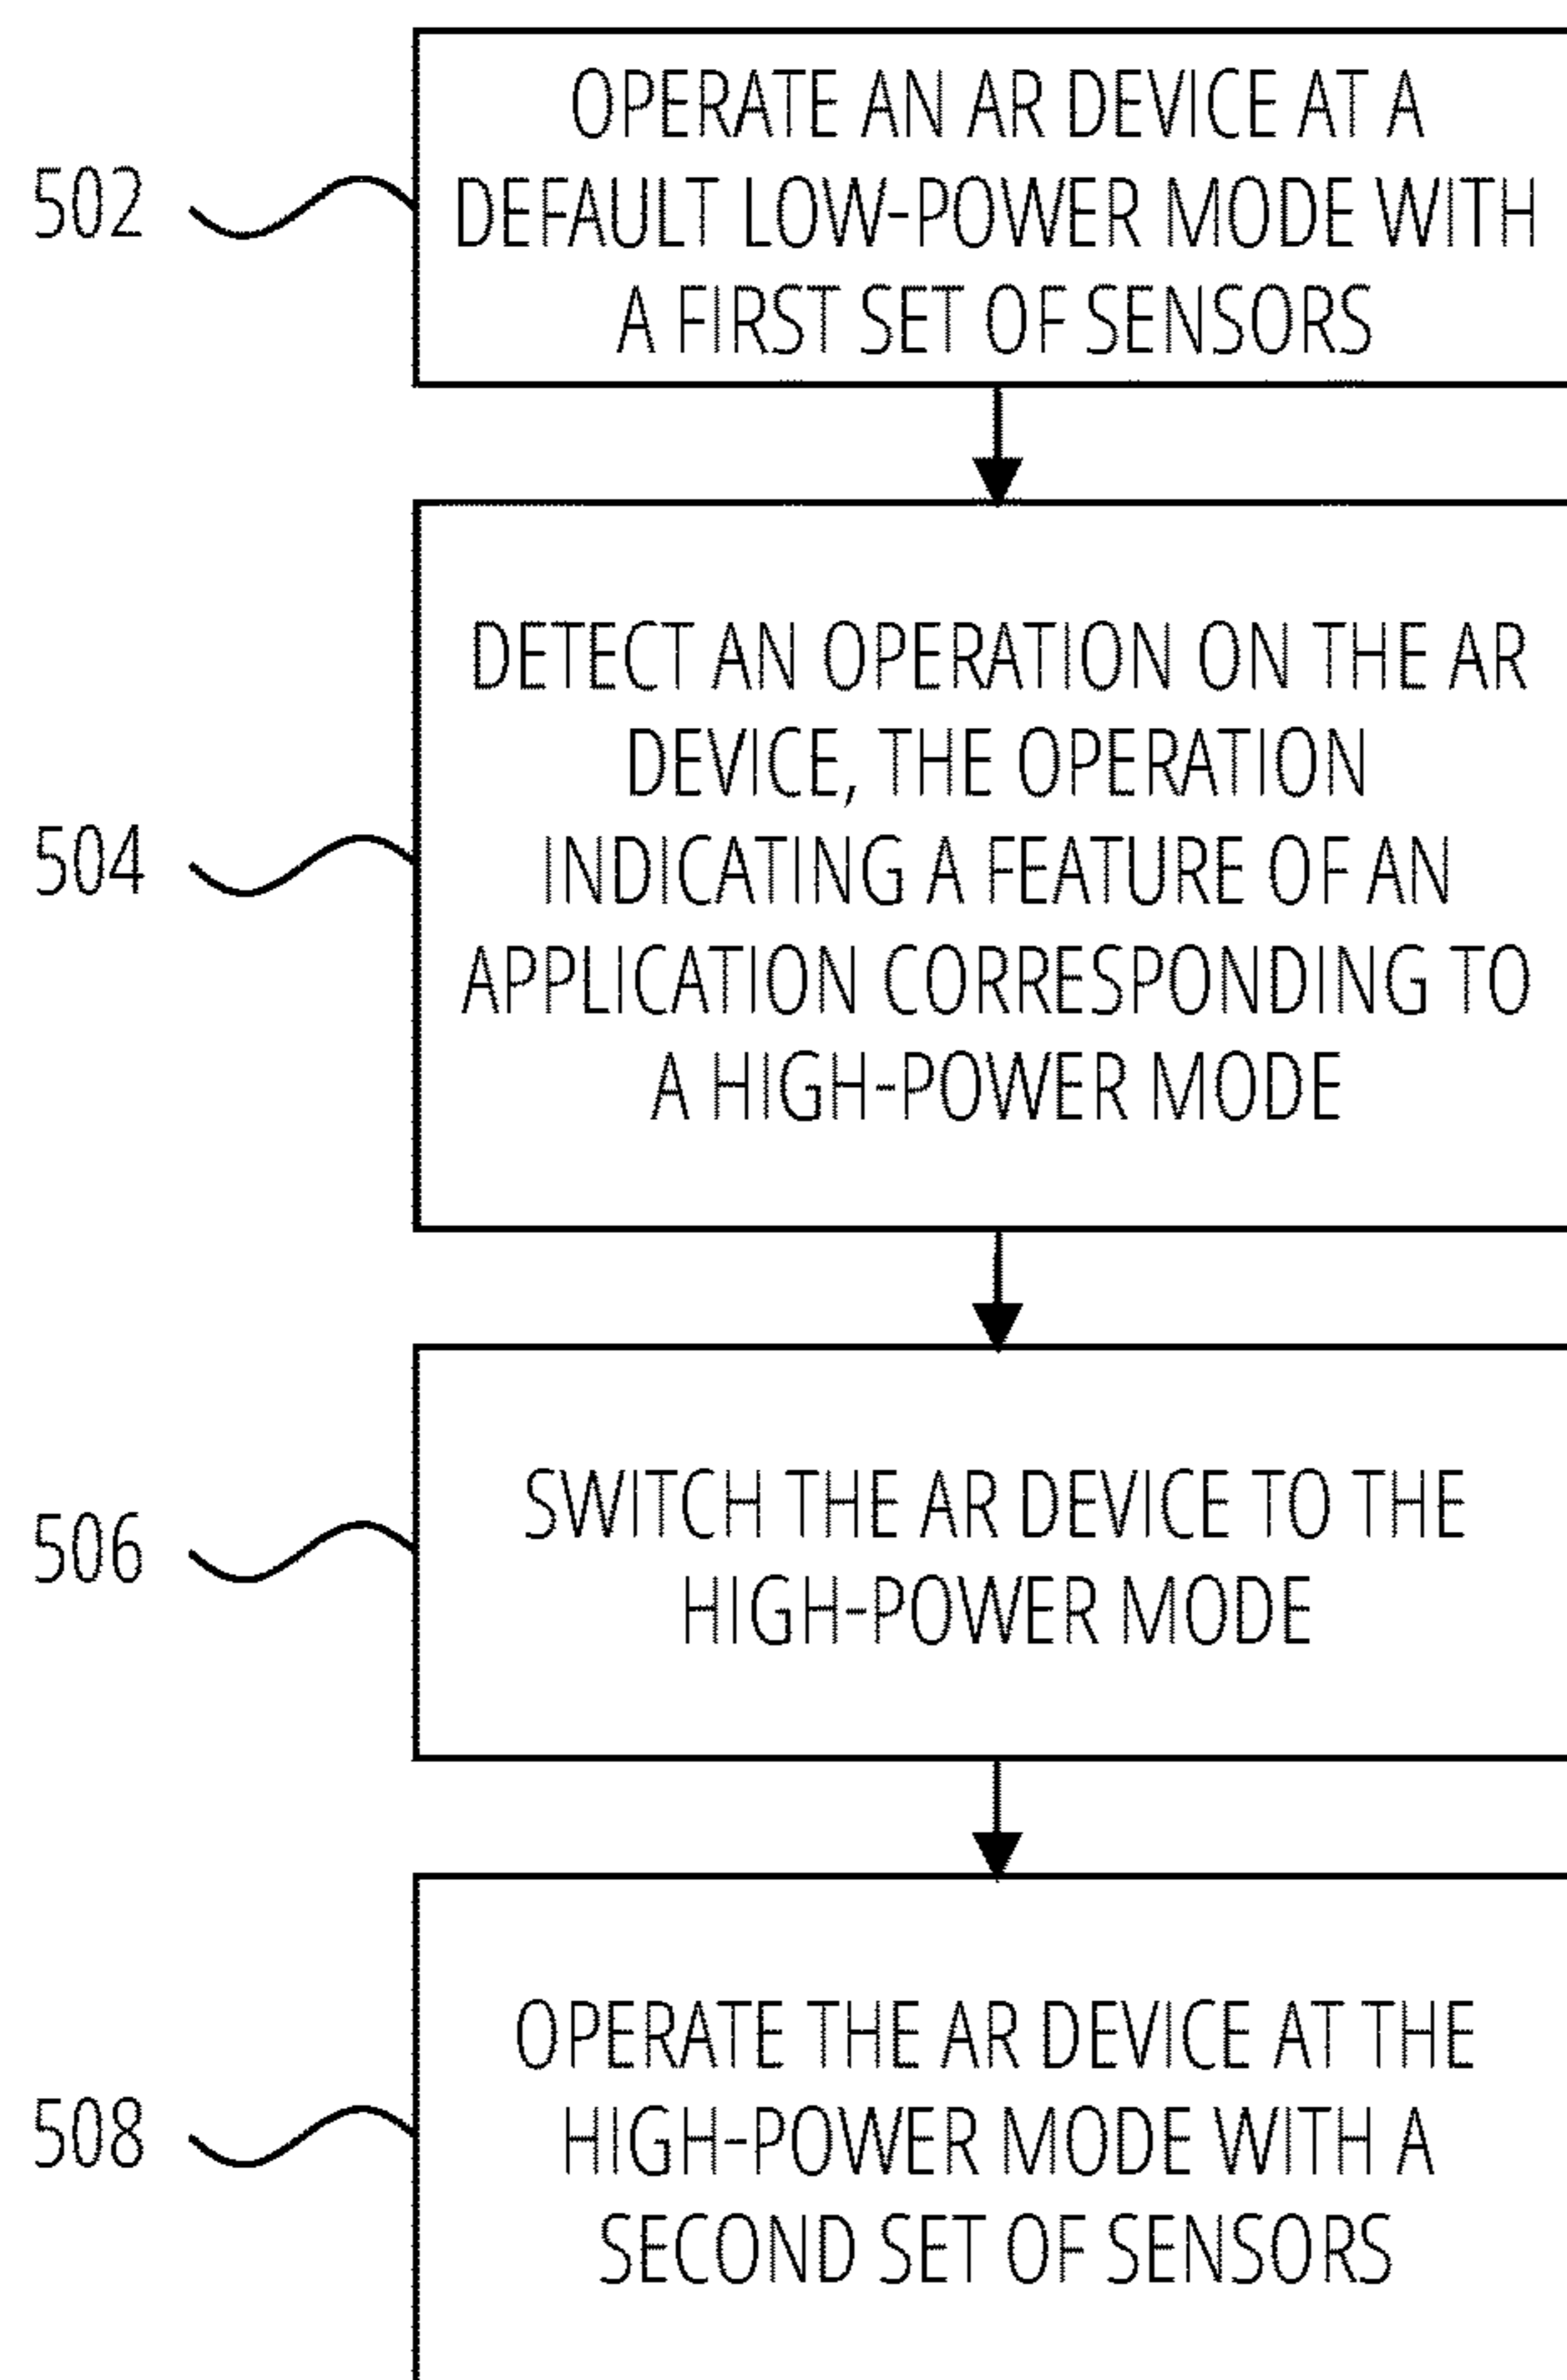 OPERATE AN AR DEVICE AT A
502
DEFAULT LOW-POWER MODE WITH
A FIRST SET OF SENSORS
DETECT AN OPERATION ON THE AR
DEVICE, THE OPERATION
504
INDICATING A FEATURE OF AN
APPLICATION CORRESPONDING TO
A HIGH-POWER MODE
SWITCH THE AR DEVICE TO THE
506
HIGH-POWER MODE
OPERATE THE AR DEVICE AT THE
508
HIGH-POWER MODE WITH A
SECOND SET OF SENSORS